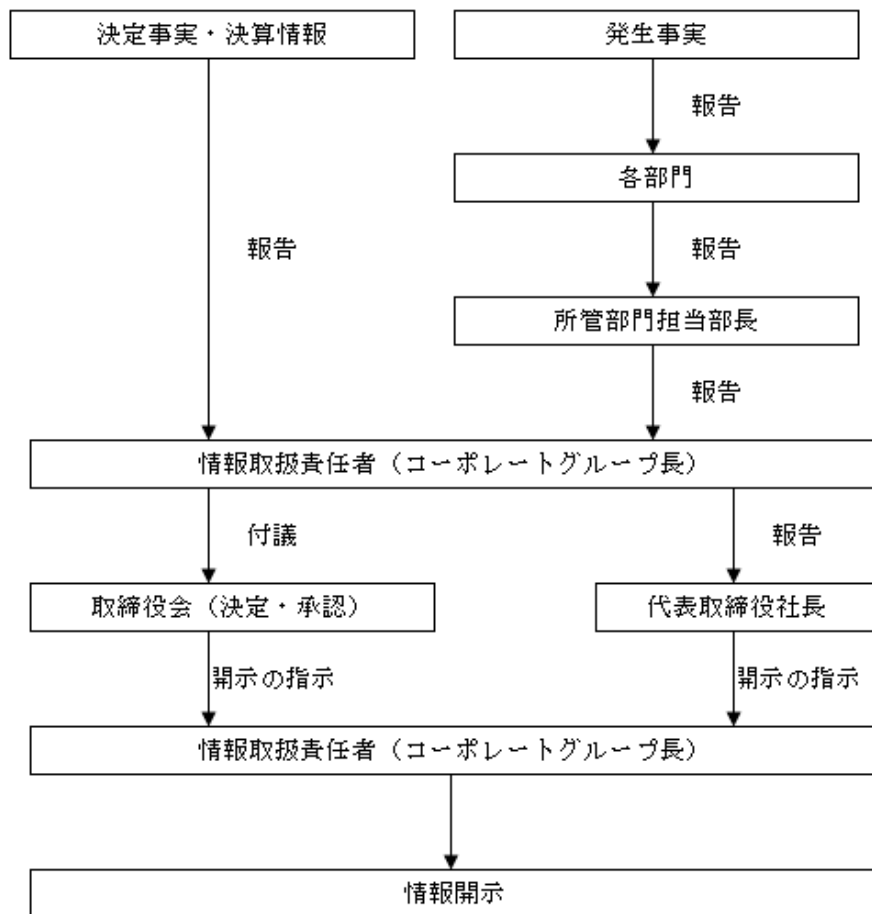 決定事実・決算情報
発生事実
報告
各部門
報告
報告
所管部門担当部長
報告
情報取扱責任者（コーポレートグループ長）
付議
報告
取締役会（決定・承認）
代表取締役社長
開示の指示
開示の指示
情報取扱責任者（コーポレートグループ長）
情報開示